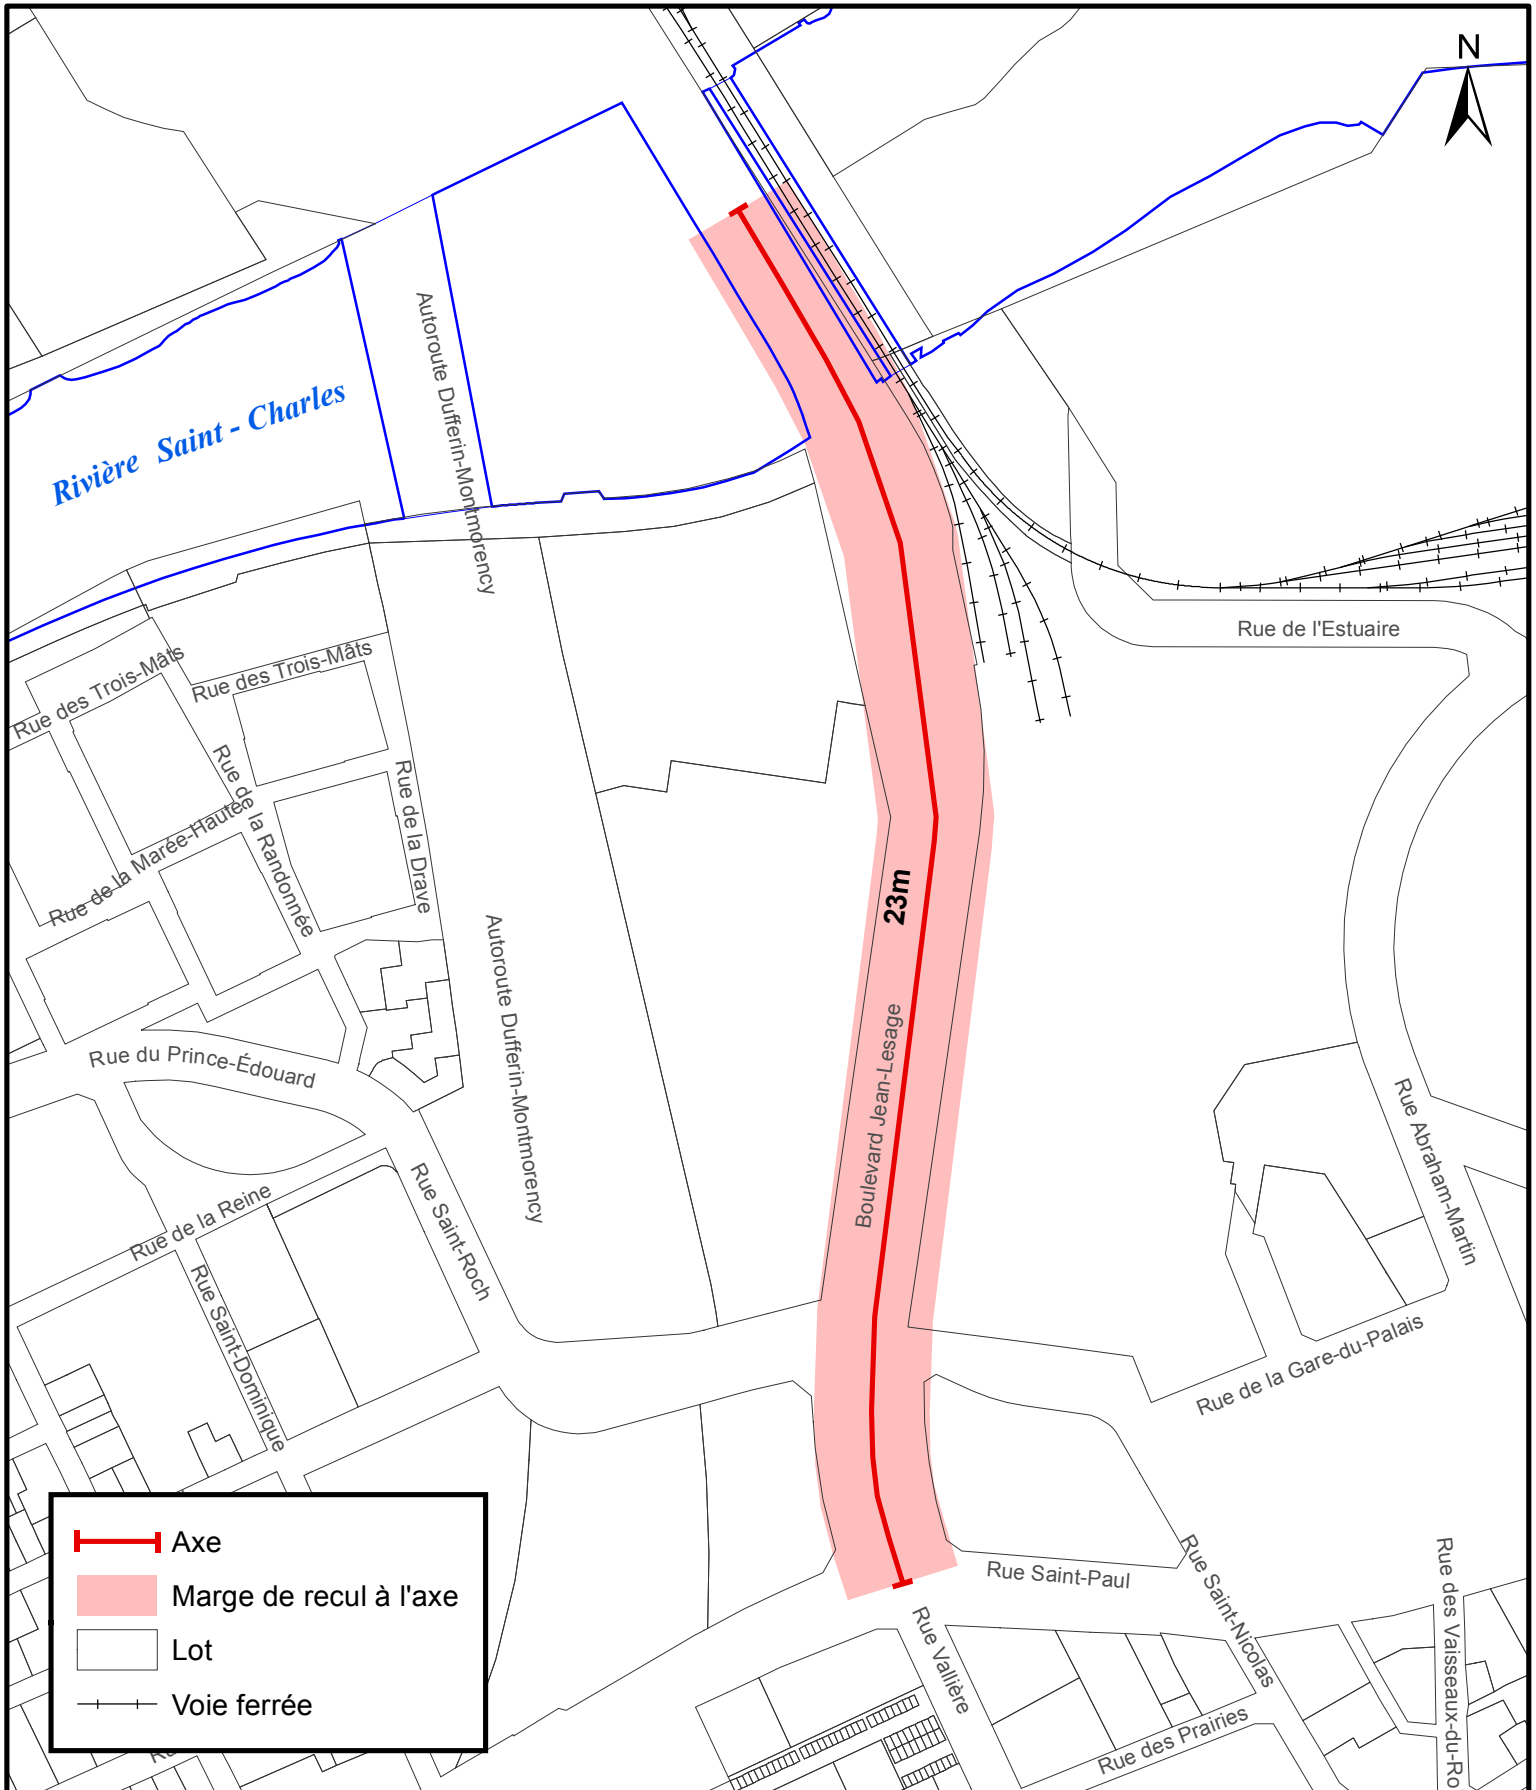 N
Autoroute Dufferin-Montmorency
Rivière Saint - Charles
Rue de l'Estuaire
Rue des Trois-Mâts
Rue des Trois-Mâts
Rue de la Randonnée
Rue de la Drave
Rue de la Marée-Haute
23m
Autoroute Dufferin-Montmorency
Boulevard Jean-Lesage
Rue du Prince-Édouard
Rue Abraham-Martin
Rue de la Reine
Rue Saint-Roch
Rue Saint-Dominique
Rue de la Gare-du-Palais
Axe
Marge de recul à l'axe
Lot
Voie ferrée
Rue Saint-Paul
Rue Saint-Nicolas
Rue des Vaisseaux-du-Ro
Rue Vallière
Rue des Prairies